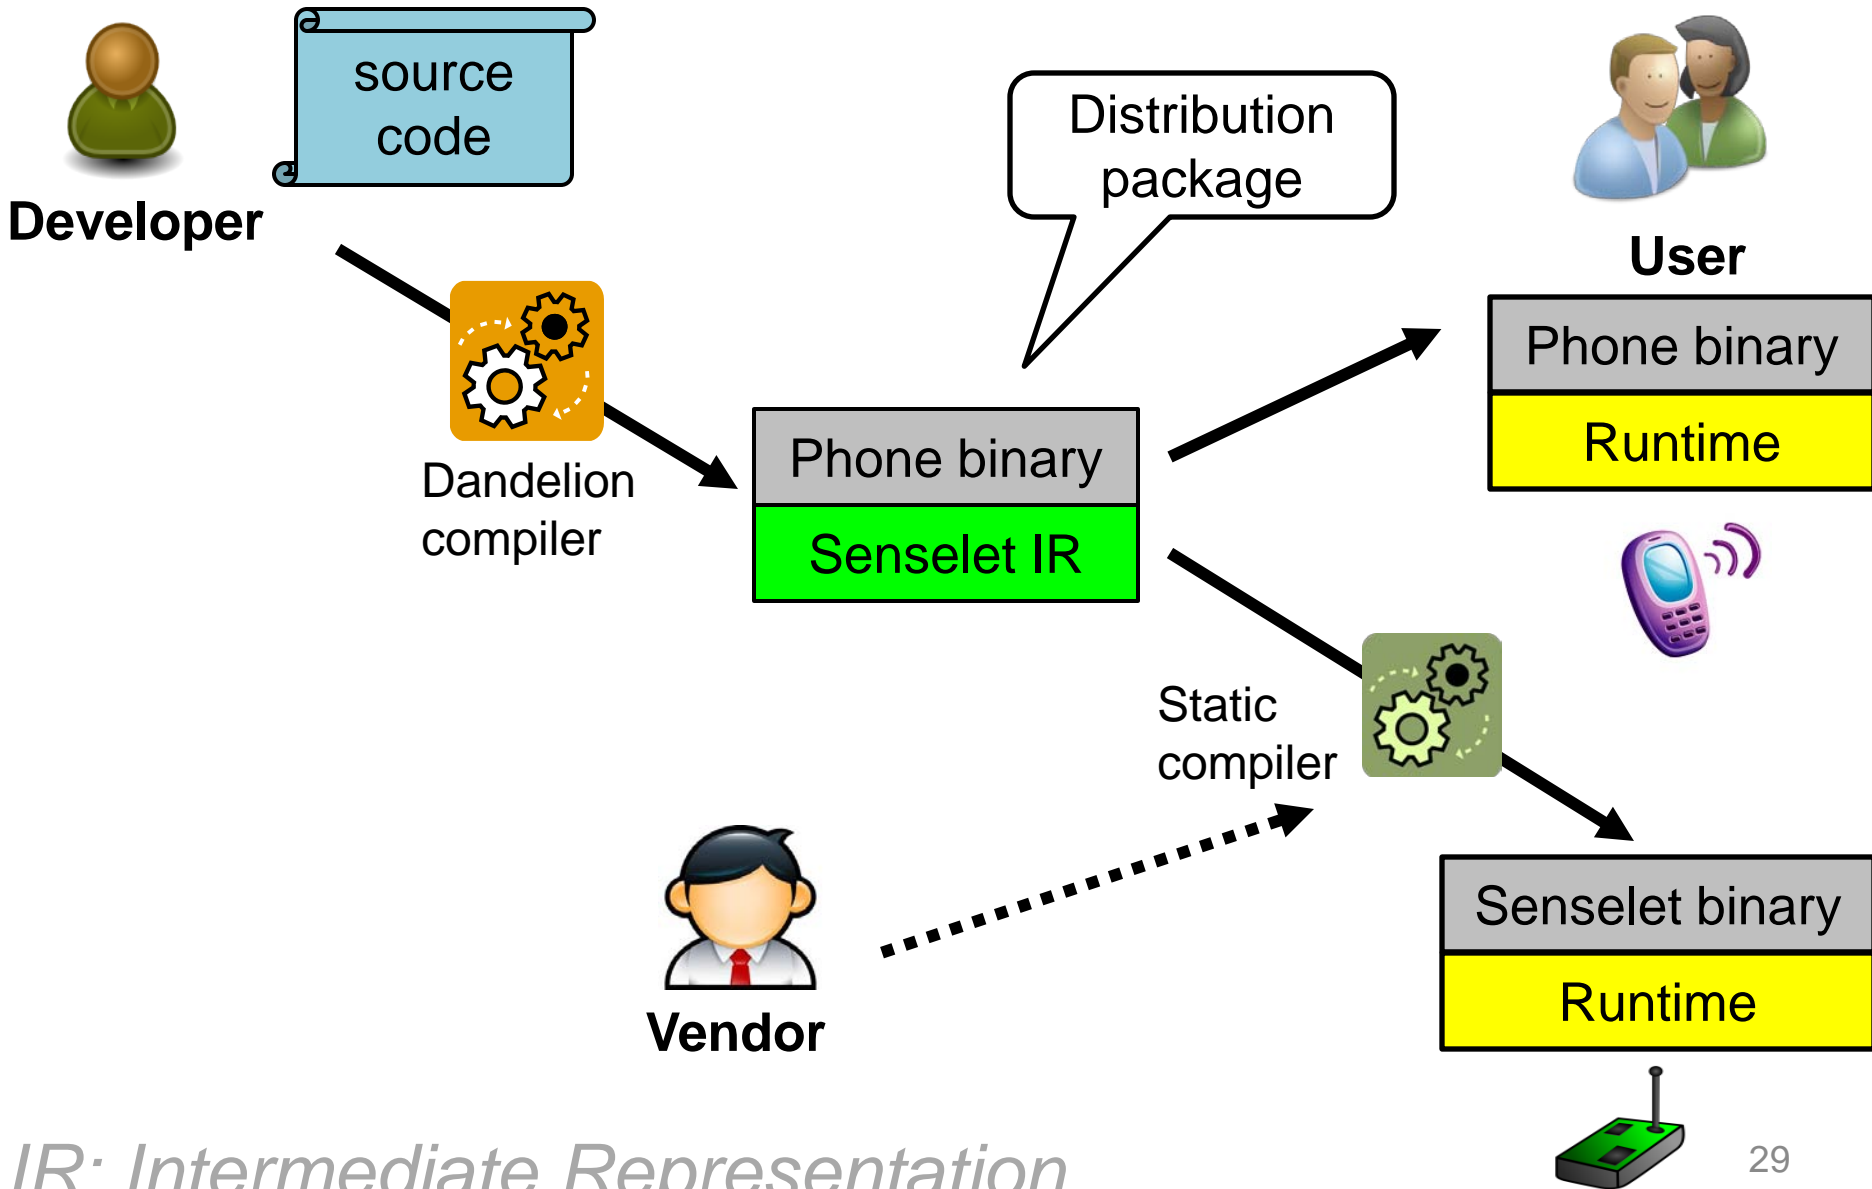 source
code
Developer
Distribution
package
User
Phone binary
Runtime
Dandelion
compiler
Phone binary
Senselet IR
Static
compiler
Vendor
Senselet binary
Runtime
IR: Intermediate Representation
29